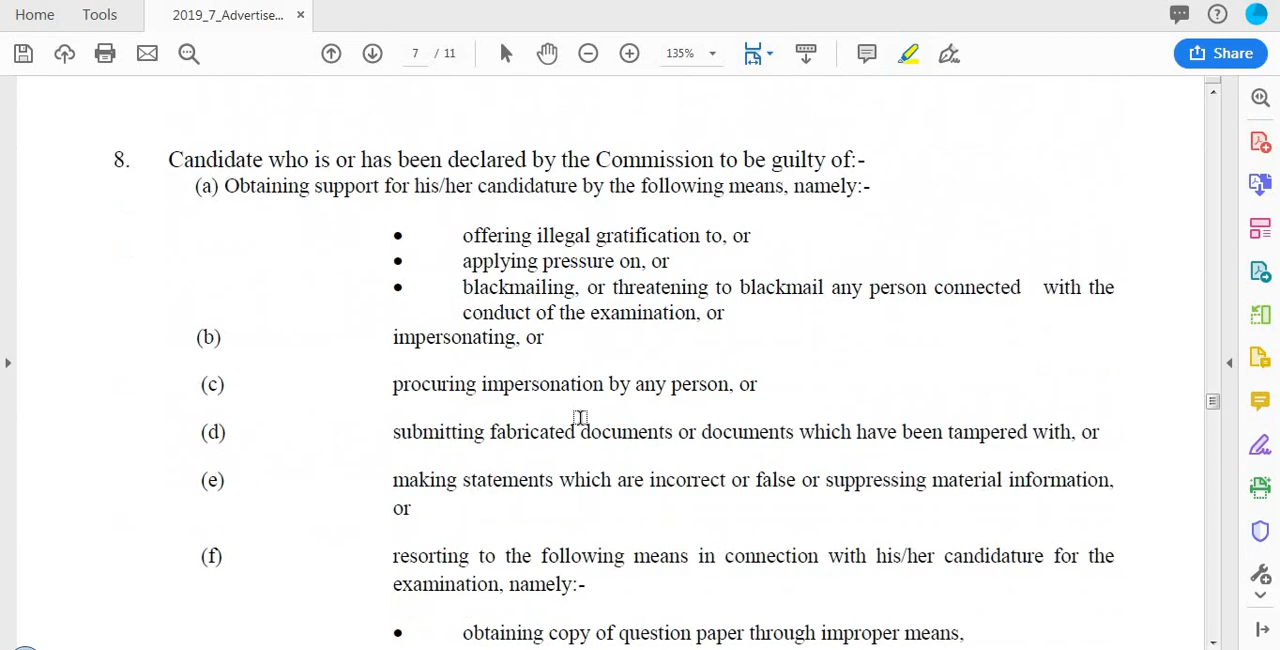 Home Tools 2019_7_Advertise... ×
7 / 11 135% Share
8. Candidate who is or has been declared by the Commission to be guilty of:-
(a) Obtaining support for his/her candidature by the following means, namely:-
• offering illegal gratification to, or
• applying pressure on, or
• blackmailing, or threatening to blackmail any person connected with the
conduct of the examination, or
(b) impersonating, or
(c) procuring impersonation by any person, or
(d) submitting fabricated documents or documents which have been tampered with, or
(e) making statements which are incorrect or false or suppressing material information,
or
(f) resorting to the following means in connection with his/her candidature for the
examination, namely:-
• obtaining copy of question paper through improper means,